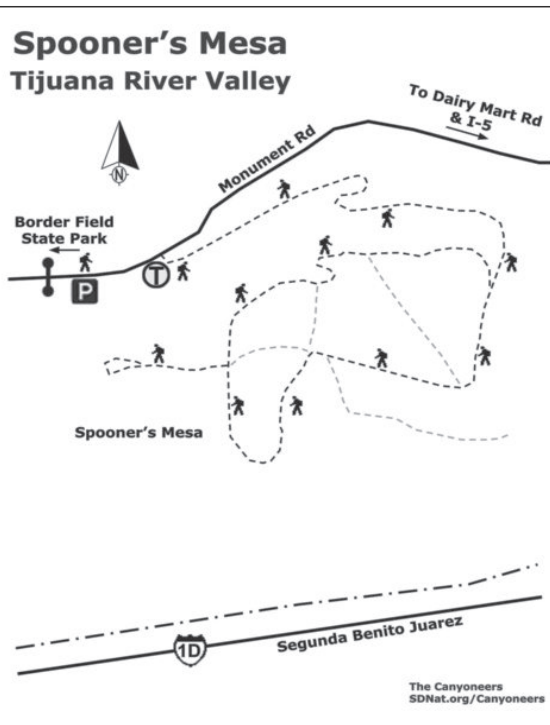 Spooner's Mesa
Tijuana River Valley
To Dairy Mart Rd
& I-5
Monument Rd
N
Border Field
State Park
P
T
Spooner's Mesa
1D
Segunda Benito Juarez
The Canyoneers
SDNat.org/Canyoneers